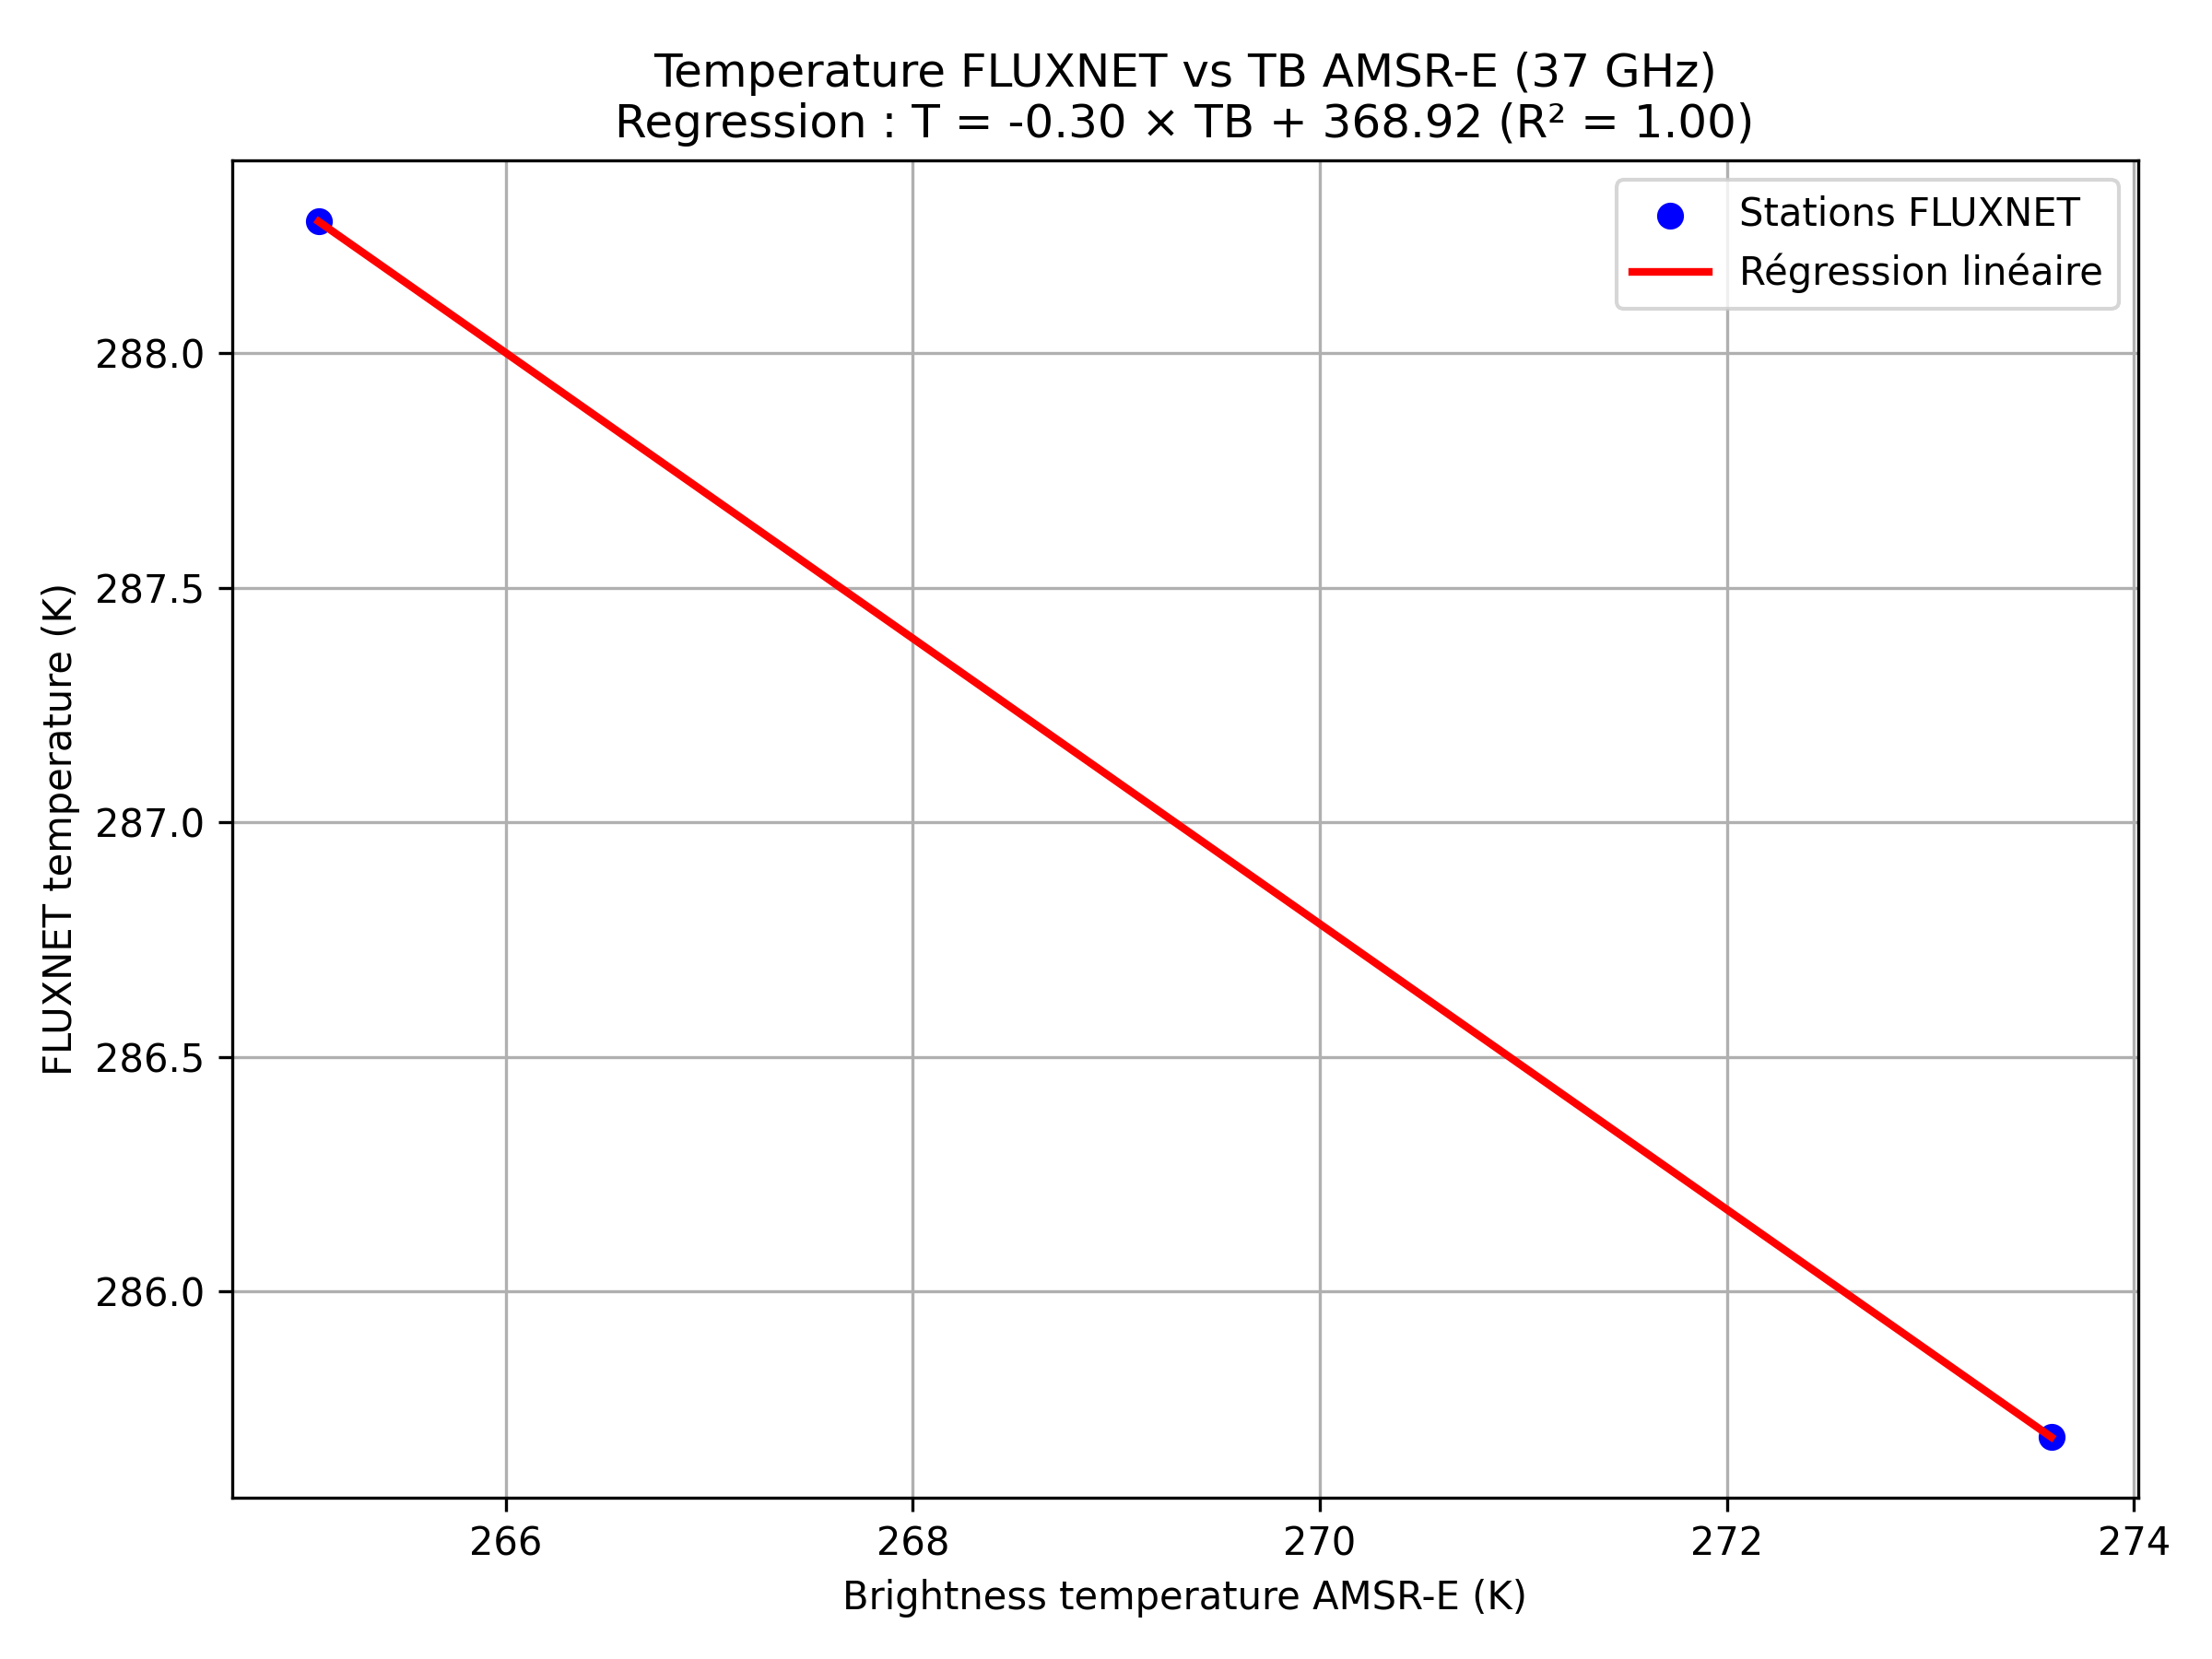 Temperature FLUXNET vs TB AMSR-E (37 GHz)
Regression : T = -0.30 × TB + 368.92 (R² = 1.00)
Stations FLUXNET
Régression linéaire
FLUXNET temperature (K)
288.0
287.5
287.0
286.5
286.0
266
268
270
272
274
Brightness temperature AMSR-E (K)